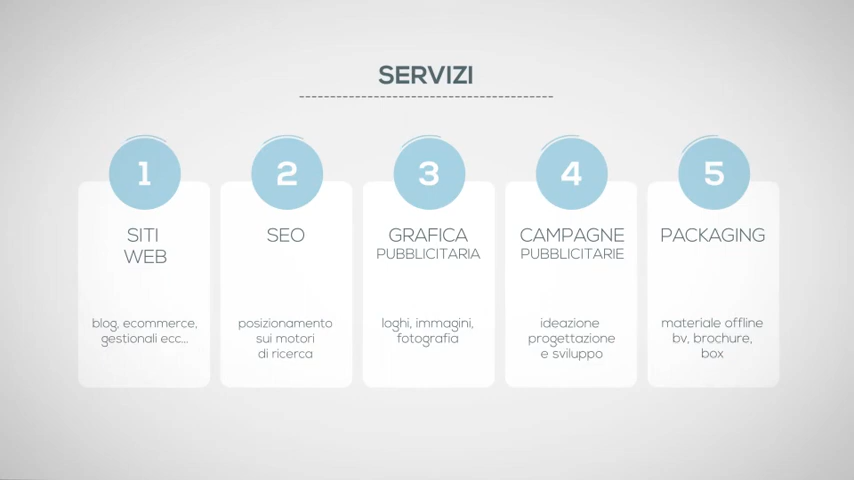 SERVIZI
1
SITI
WEB
blog, ecommerce,
gestionali ecc...
2
SEO
posizionamento
sui motori
di ricerca
3
GRAFICA
PUBBLICITARIA
loghi, immagini,
fotografia
4
CAMPAGNE
PUBBLICITARIE
ideazione
progettazione
e sviluppo
5
PACKAGING
materiale offline
bv, brochure,
box